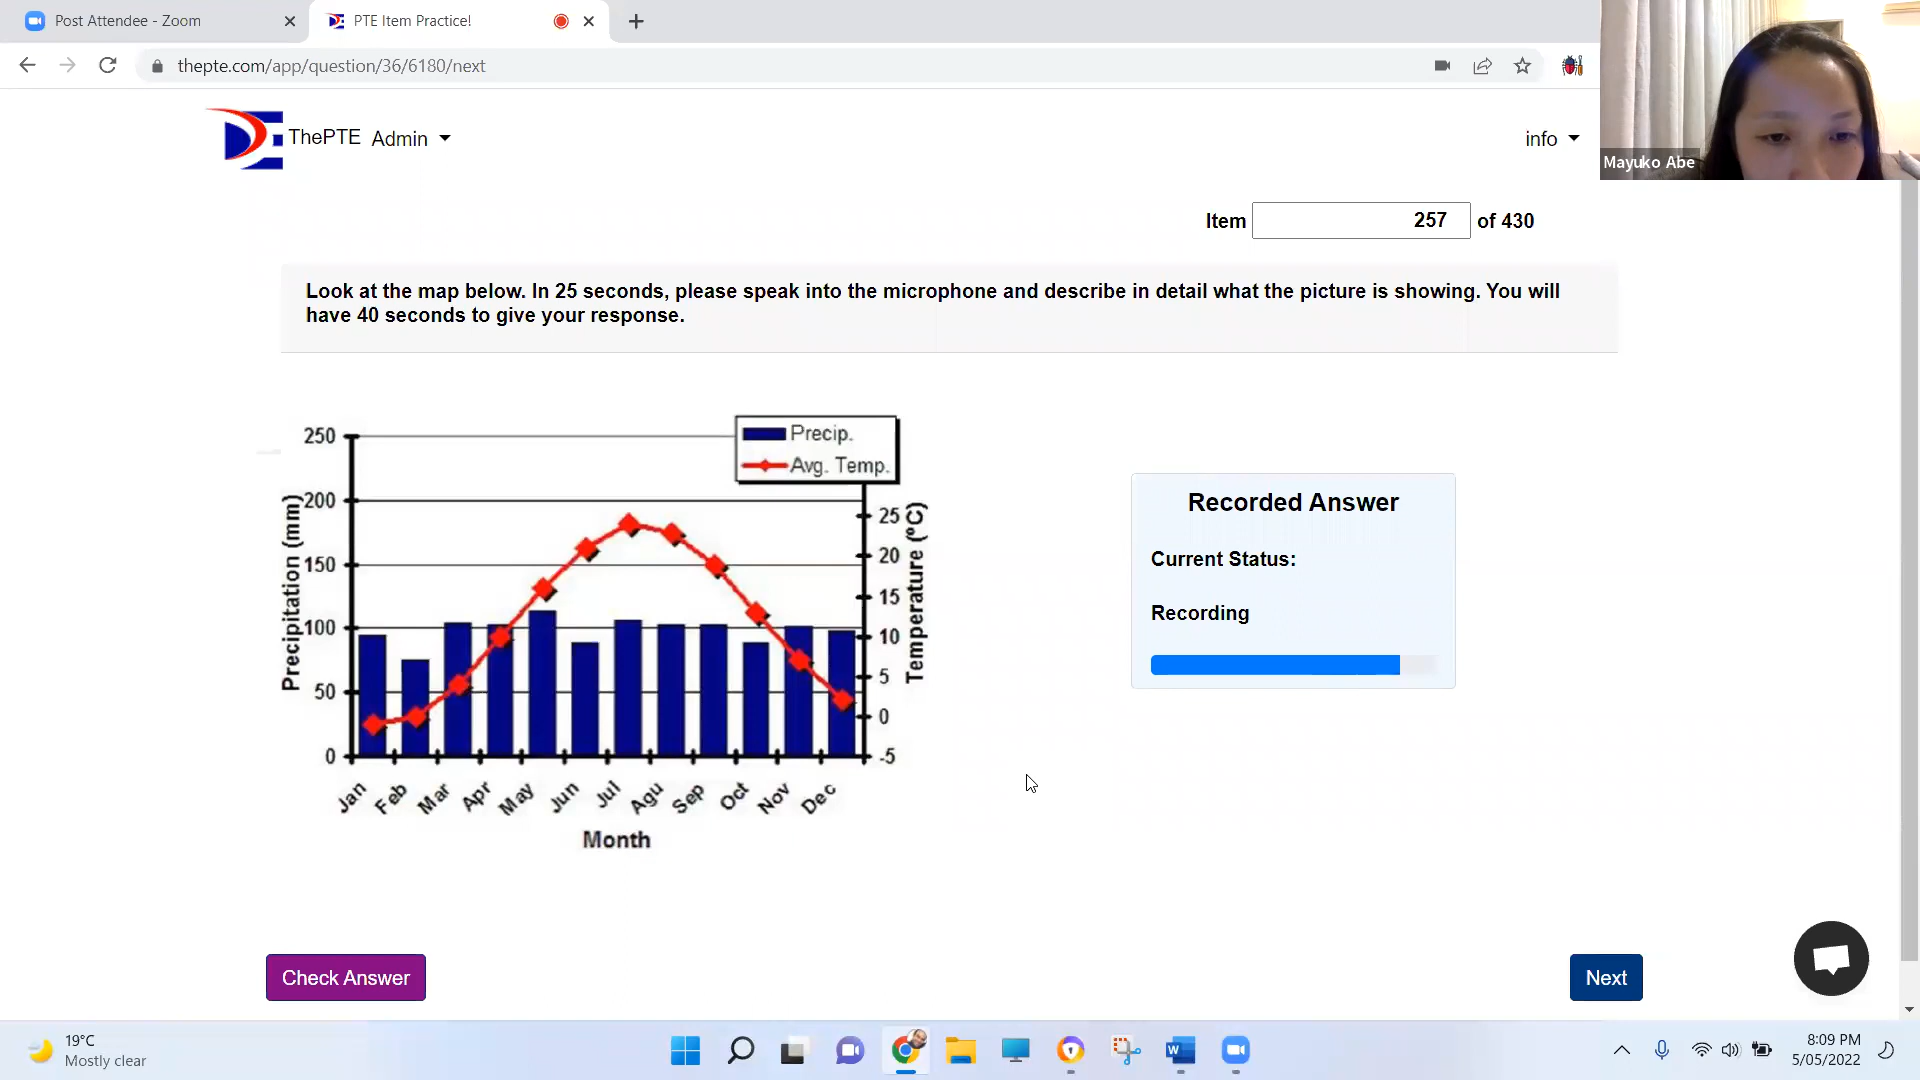 Post Attendee - Zoom
PTE Item Practice!
thepte.com/app/question/36/6180/next
Mayuko Abe
ThePTE Admin
info
Item 257 of 430
Look at the map below. In 25 seconds, please speak into the microphone and describe in detail what the picture is showing. You will
have 40 seconds to give your response.
Precip.
Avg. Temp.
Precipitation (mm)
250
200
150
100
50
0
Temperature (ºC)
25
20
15
10
5
0
-5
Jan Feb Mar Apr May Jun Jul Agu Sep Oct Nov Dec
Month
Recorded Answer
Current Status:
Recording
Check Answer
Next
19°C
Mostly clear
8:09 PM
5/05/2022